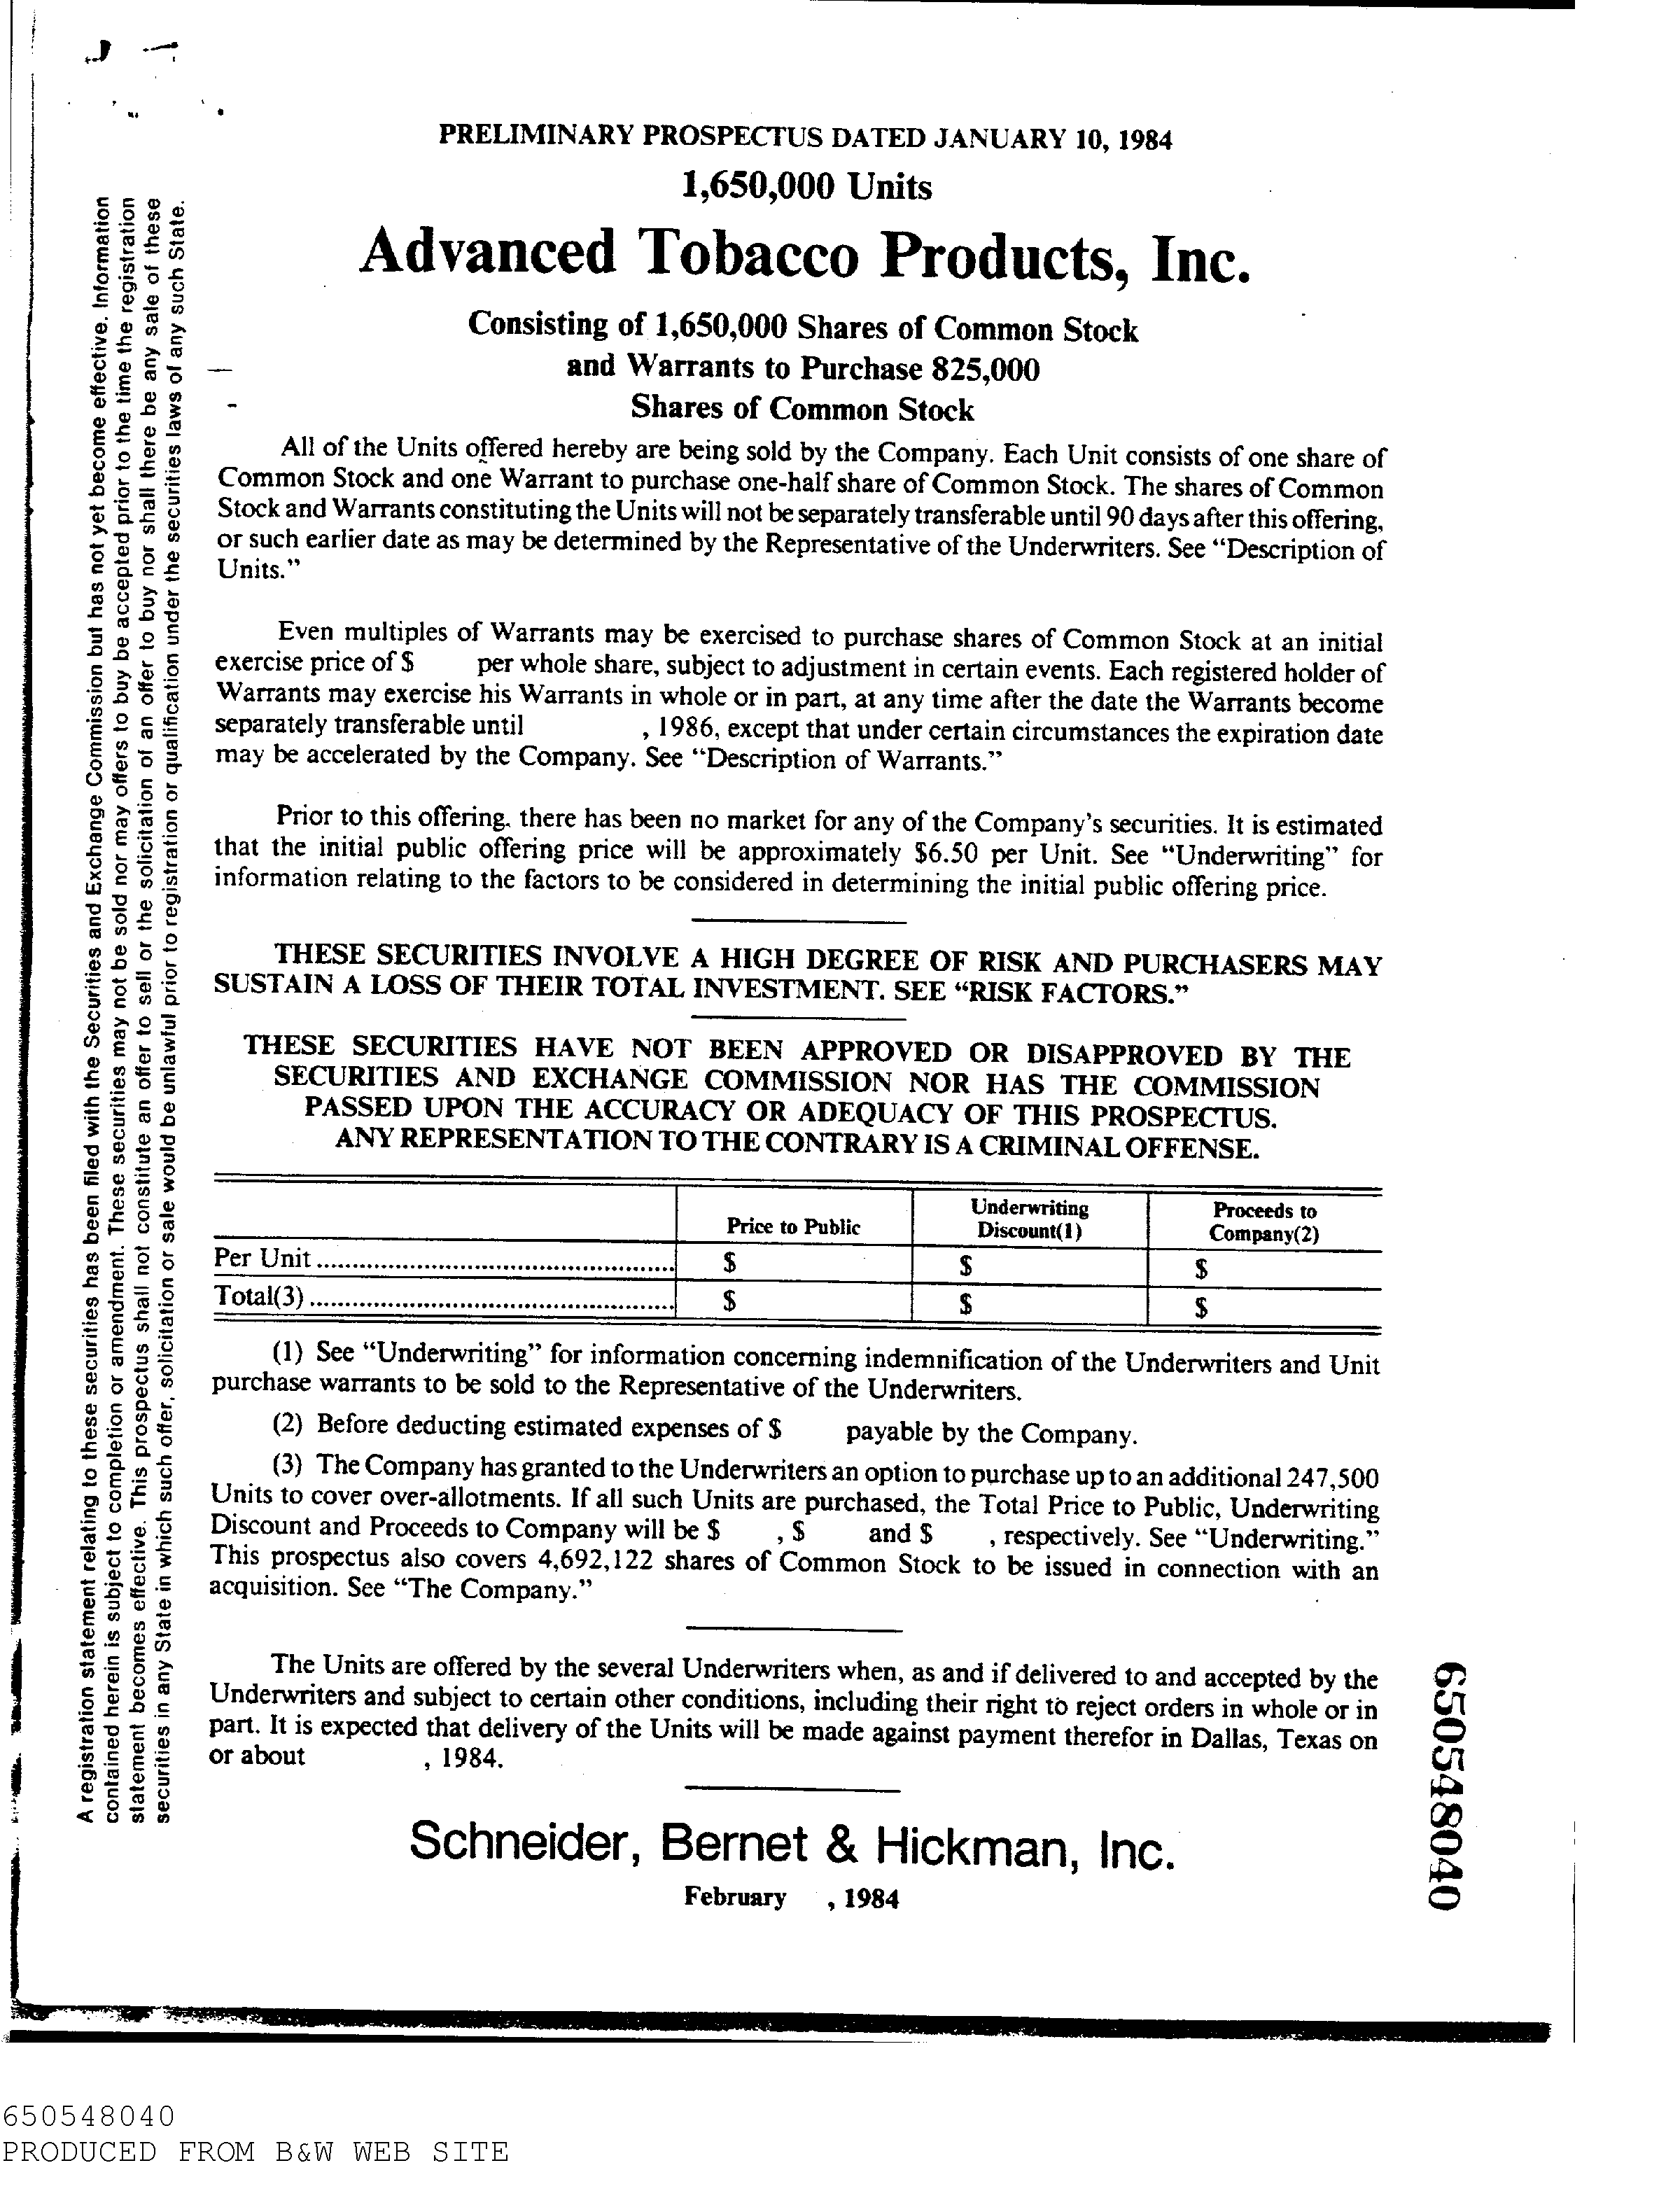 PRELIMINARY PROSPECTUS DATED JANUARY 10, 1984
1,650,000 Units
Advanced Tobacco Products, Inc.
Consisting of 1,650,000 Shares of Common Stock
and Warrants to Purchase 825,000
Shares of Common Stock
All of the Units offered hereby are being sold by the Company. Each Unit consists of one share of
Common Stock and one Warrant to purchase one-half share of Common Stock. The shares of Common
Stock and Warrants constituting the Units will not be separately transferable until 90 days after this offering,
or such earlier date as may be determined by the Representative of the Underwriters. See “Description of
Units.”
Even multiples of Warrants may be exercised to purchase shares of Common Stock at an initial
exercise price of $ per whole share, subject to adjustment in certain events. Each registered holder of
Warrants may exercise his Warrants in whole or in part, at any time after the date the Warrants become
separately transferable until , 1986, except that under certain circumstances the expiration date
may be accelerated by the Company. See “Description of Warrants.”
Prior to this offering, there has been no market for any of the Company’s securities. It is estimated
that the initial public offering price will be approximately $6.50 per Unit. See “Underwriting” for
information relating to the factors to be considered in determining the initial public offering price.
THESE SECURITIES INVOLVE A HIGH DEGREE OF RISK AND PURCHASERS MAY
SUSTAIN A LOSS OF THEIR TOTAL INVESTMENT. SEE “RISK FACTORS.”
THESE SECURITIES HAVE NOT BEEN APPROVED OR DISAPPROVED BY THE
SECURITIES AND EXCHANGE COMMISSION NOR HAS THE COMMISSION
PASSED UPON THE ACCURACY OR ADEQUACY OF THIS PROSPECTUS.
ANY REPRESENTATION TO THE CONTRARY IS A CRIMINAL OFFENSE.
Price to Public Underwriting Discount(1) Proceeds to Company(2)
Per Unit .................................................. $ $ $
Total(3) ................................................... $ $ $
(1) See “Underwriting” for information concerning indemnification of the Underwriters and Unit
purchase warrants to be sold to the Representative of the Underwriters.
(2) Before deducting estimated expenses of $ payable by the Company.
(3) The Company has granted to the Underwriters an option to purchase up to an additional 247,500
Units to cover over-allotments. If all such Units are purchased, the Total Price to Public, Underwriting
Discount and Proceeds to Company will be $ , $ and $ , respectively. See “Underwriting.”
This prospectus also covers 4,692,122 shares of Common Stock to be issued in connection with an
acquisition. See “The Company.”
The Units are offered by the several Underwriters when, as and if delivered to and accepted by the
Underwriters and subject to certain other conditions, including their right to reject orders in whole or in
part. It is expected that delivery of the Units will be made against payment therefor in Dallas, Texas on
or about , 1984.
Schneider, Bernet & Hickman, Inc.
February , 1984
A registration statement relating to these securities has been filed with the Securities and Exchange Commission but has not yet become effective. Information
contained herein is subject to completion or amendment. These securities may not be sold nor may offers to buy be accepted prior to the time the registration
statement becomes effective. This prospectus shall not constitute an offer to sell or the solicitation of an offer to buy nor shall there be any sale of these
securities in any State in which such offer, solicitation or sale would be unlawful prior to registration or qualification under the securities laws of any such State.
650548040
650548040
PRODUCED FROM B&W WEB SITE